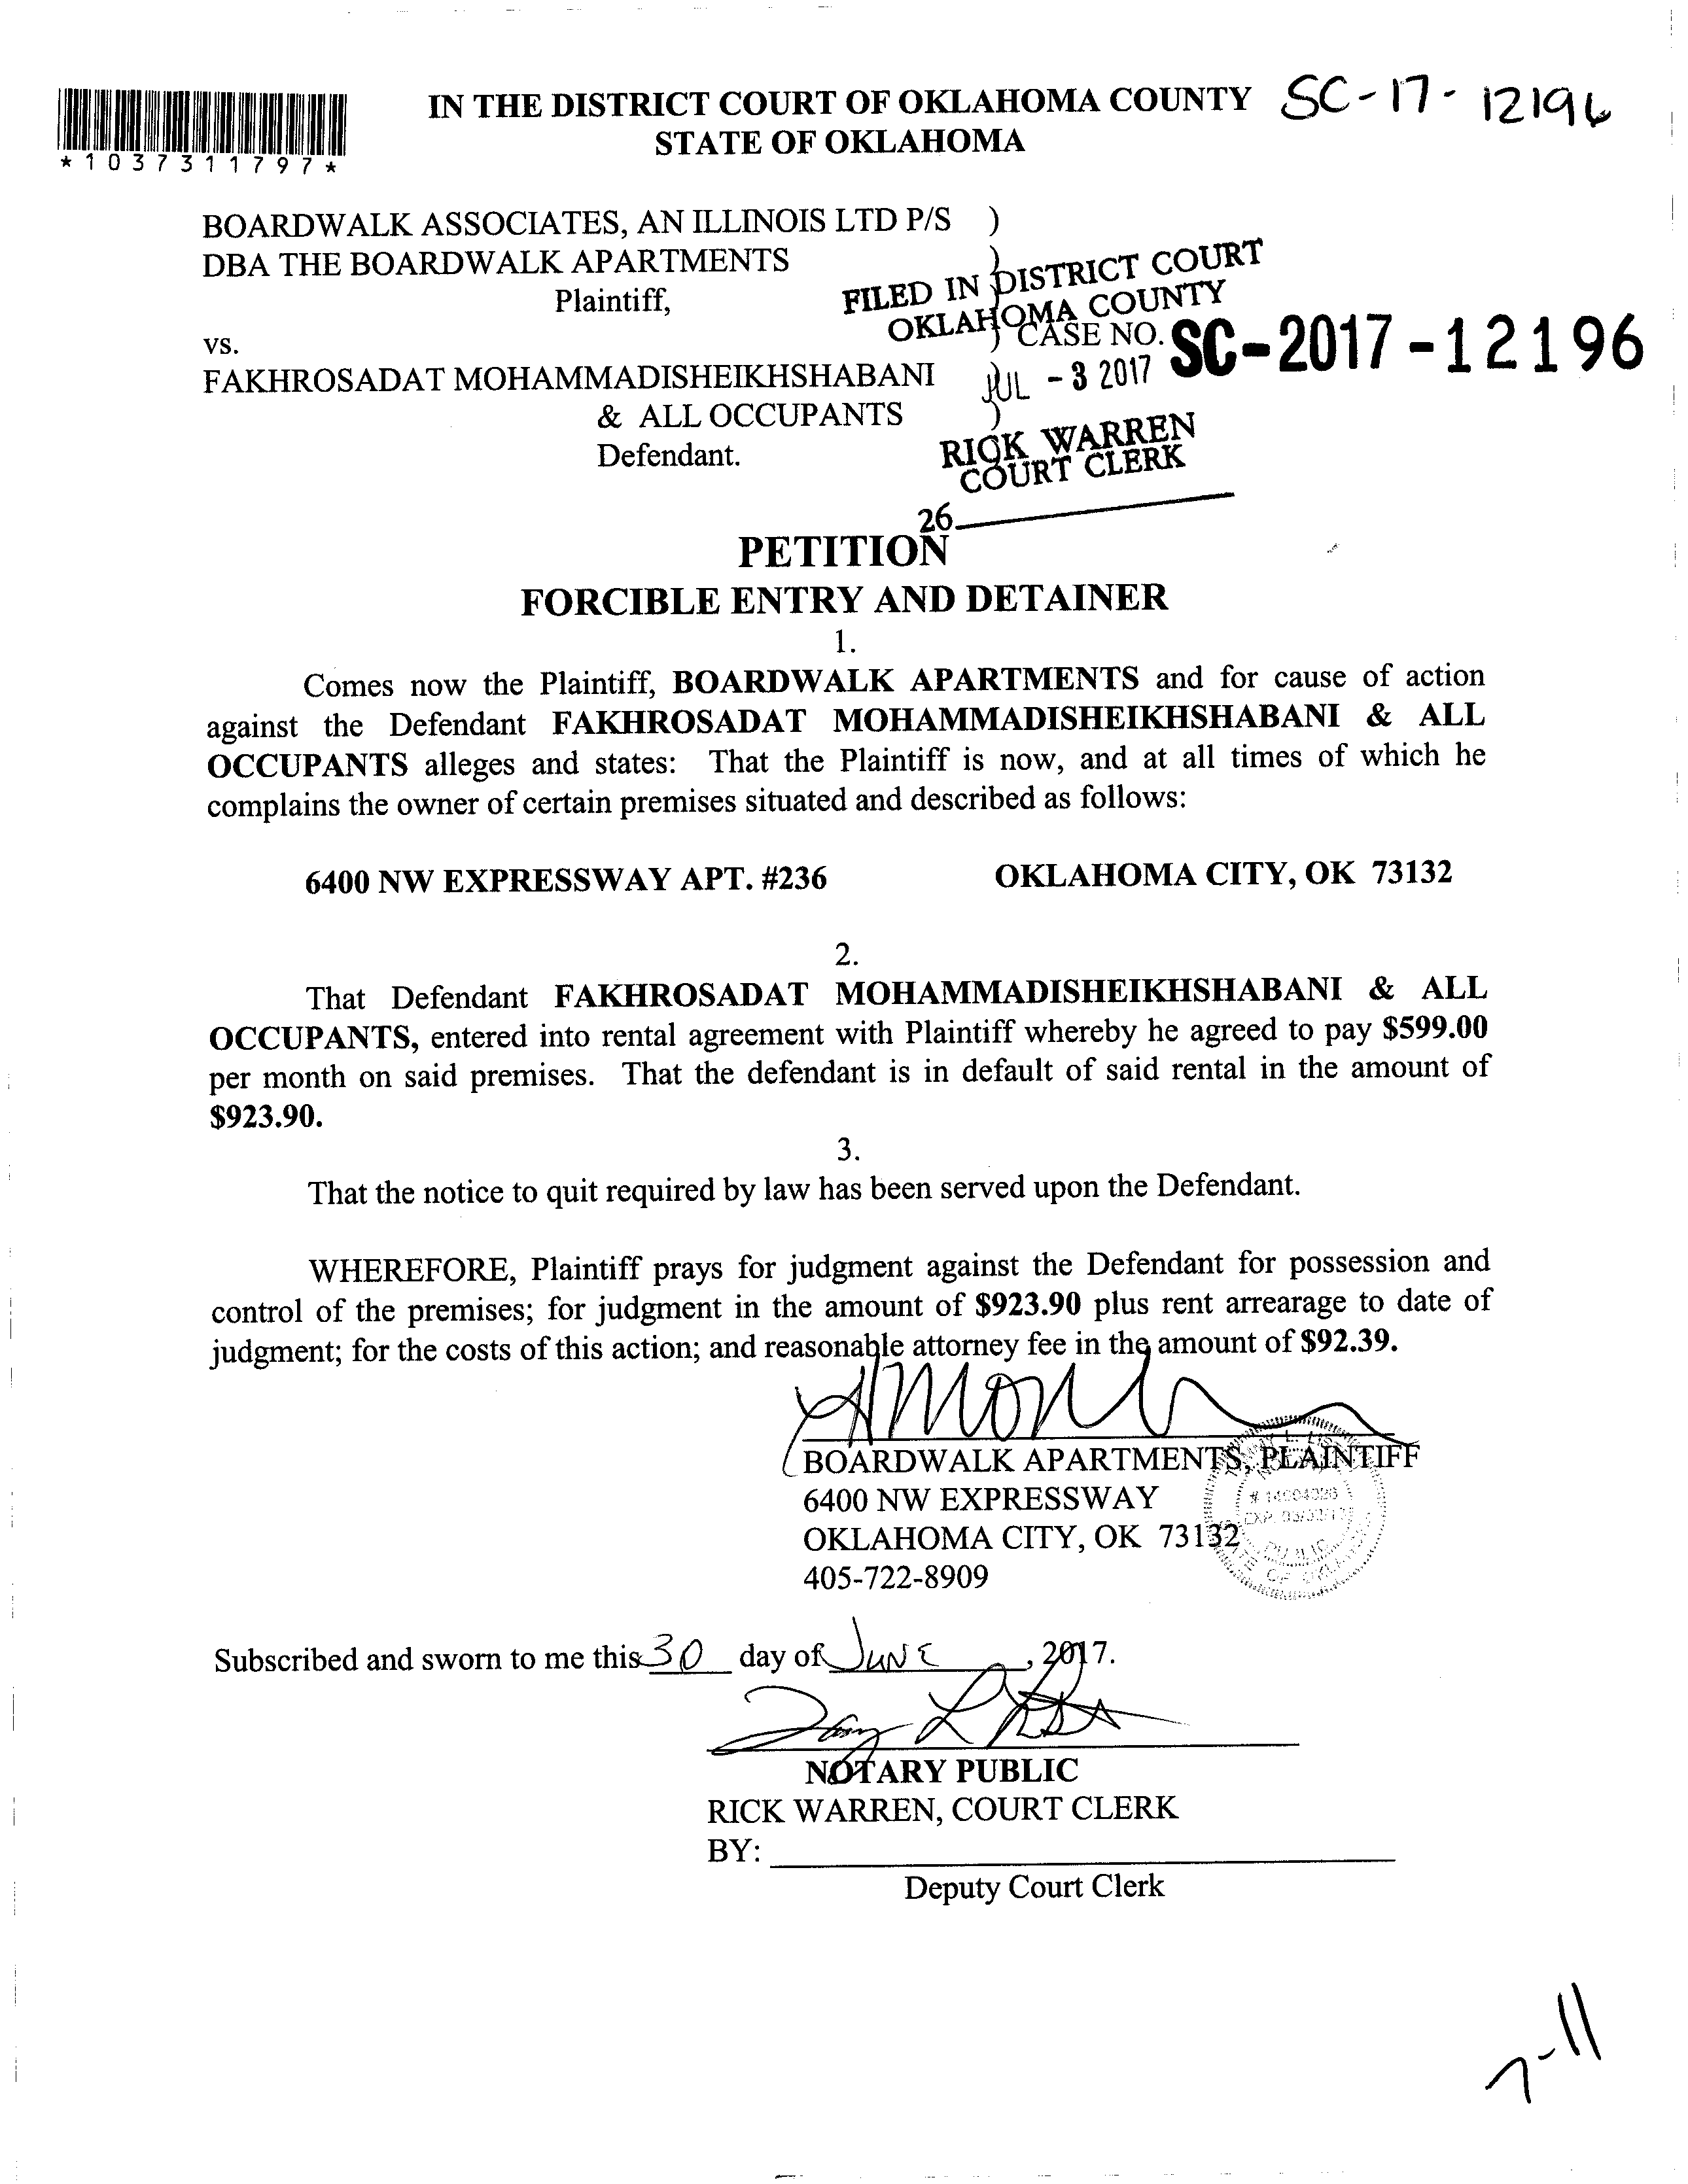 IN THE DISTRICT COURT OF OKLAHOMA COUNTY SC-17-12196
STATE OF OKLAHOMA
*1037311797*
BOARDWALK ASSOCIATES, AN ILLINOIS LTD P/S )
DBA THE BOARDWALK APARTMENTS )
Plaintiff,
FILED IN DISTRICT COURT
OKLAHOMA COUNTY
vs. ) CASE NO. SC-2017-12196
FAKHROSADAT MOHAMMADISHEIKHSHABANI )
JUL -3 2017
& ALL OCCUPANTS )
Defendant.
RICK WARREN
COURT CLERK
26
PETITION
FORCIBLE ENTRY AND DETAINER
1.
Comes now the Plaintiff, BOARDWALK APARTMENTS and for cause of action
against the Defendant FAKHROSADAT MOHAMMADISHEIKHSHABANI & ALL
OCCUPANTS alleges and states: That the Plaintiff is now, and at all times of which he
complains the owner of certain premises situated and described as follows:
6400 NW EXPRESSWAY APT. #236 OKLAHOMA CITY, OK 73132
2.
That Defendant FAKHROSADAT MOHAMMADISHEIKHSHABANI & ALL
OCCUPANTS, entered into rental agreement with Plaintiff whereby he agreed to pay $599.00
per month on said premises. That the defendant is in default of said rental in the amount of
$923.90.
3.
That the notice to quit required by law has been served upon the Defendant.
WHEREFORE, Plaintiff prays for judgment against the Defendant for possession and
control of the premises; for judgment in the amount of $923.90 plus rent arrearage to date of
judgment; for the costs of this action; and reasonable attorney fee in the amount of $92.39.
BOARDWALK APARTMENTS, PLAINTIFF
6400 NW EXPRESSWAY
OKLAHOMA CITY, OK 73132
405-722-8909
PUBLIC
Subscribed and sworn to me this 30 day of June, 2017.
NOTARY PUBLIC
RICK WARREN, COURT CLERK
BY:
Deputy Court Clerk
7-11